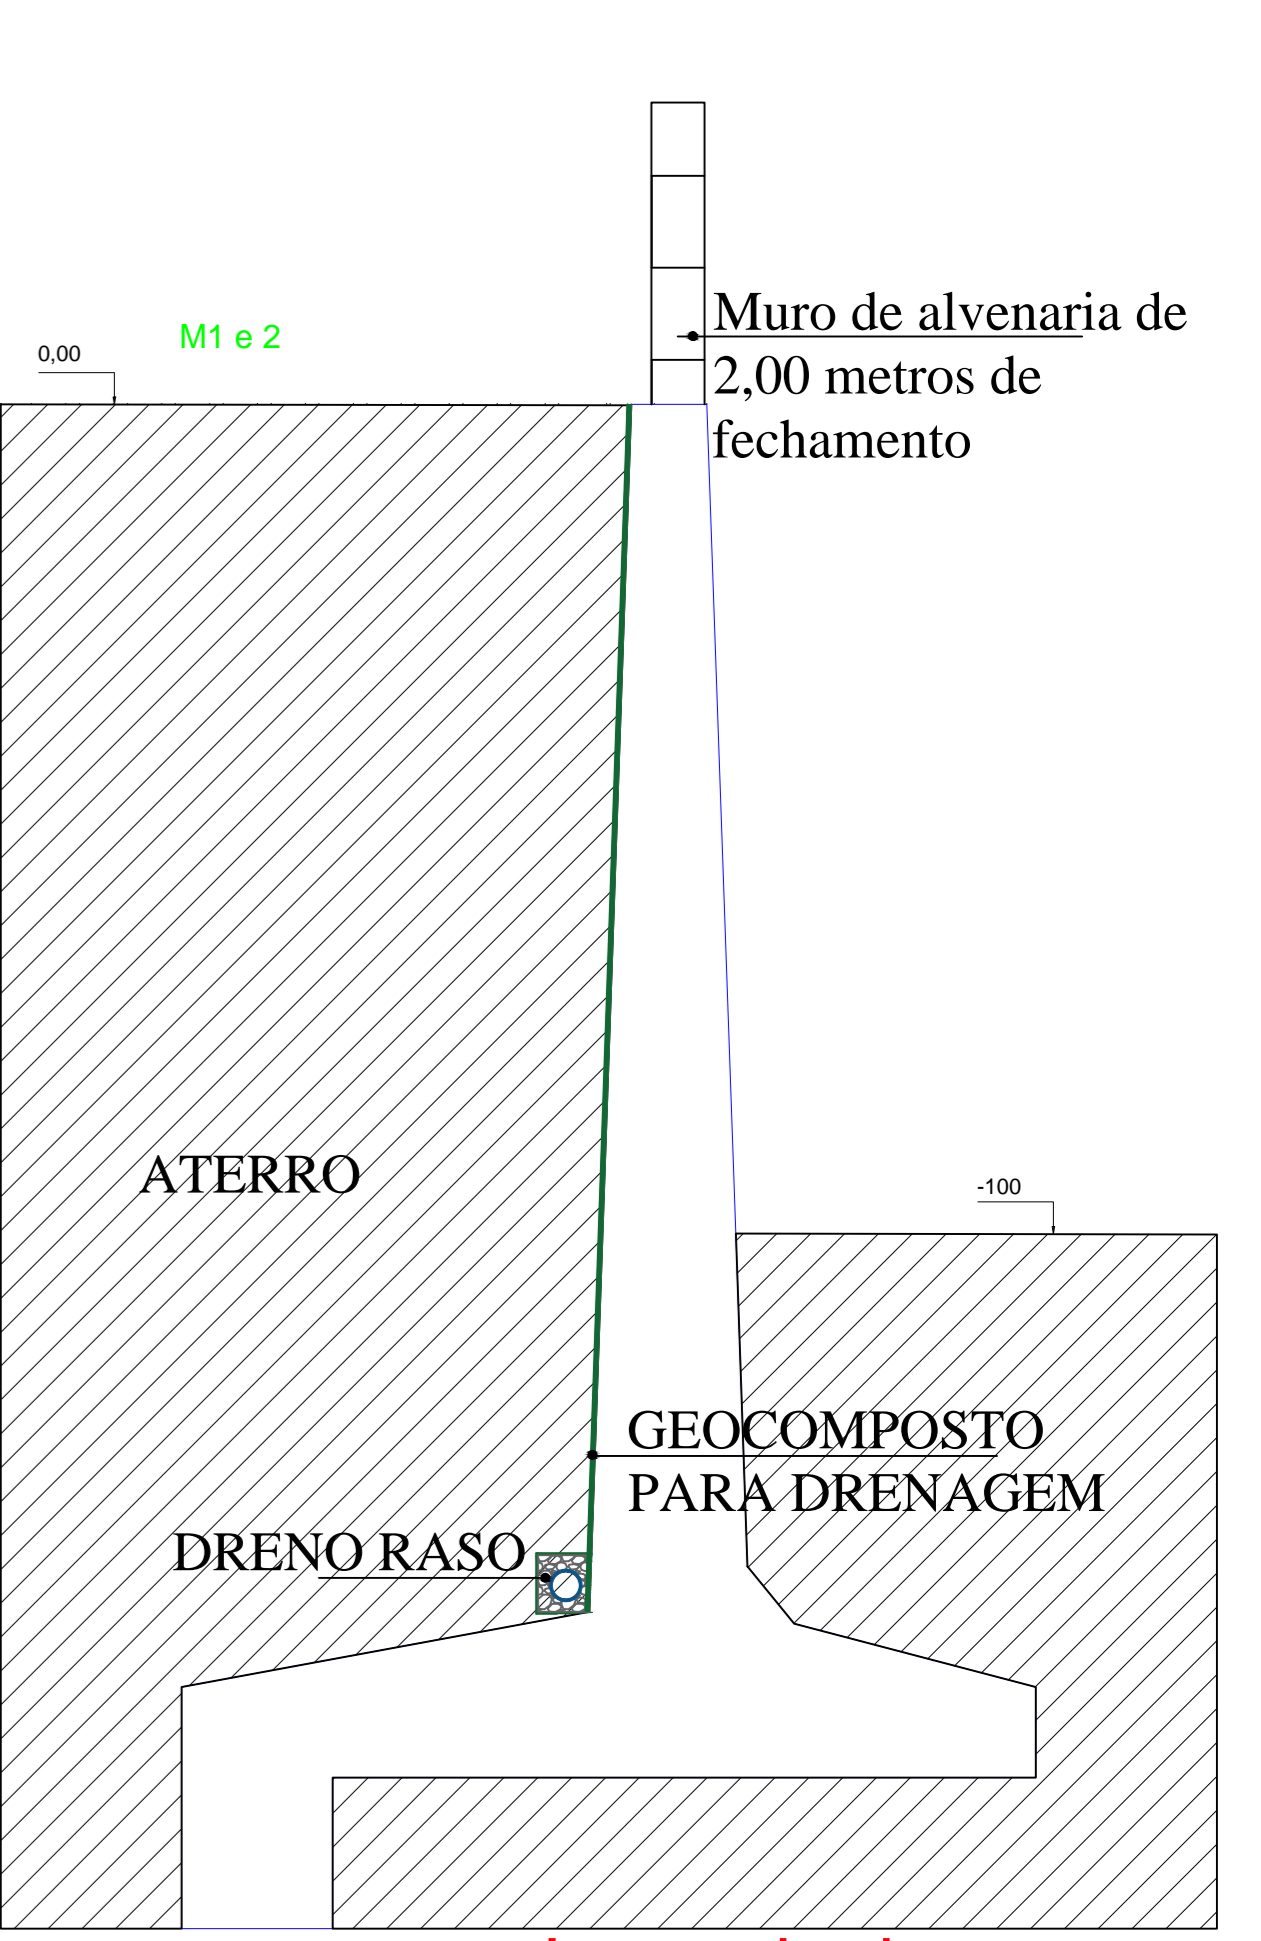 Muro de alvenaria de
2,00 metros de
fechamento
M1 e 2
0,00
ATERRO
-100
GEOCOMPOSTO
PARA DRENAGEM
DRENO RASO